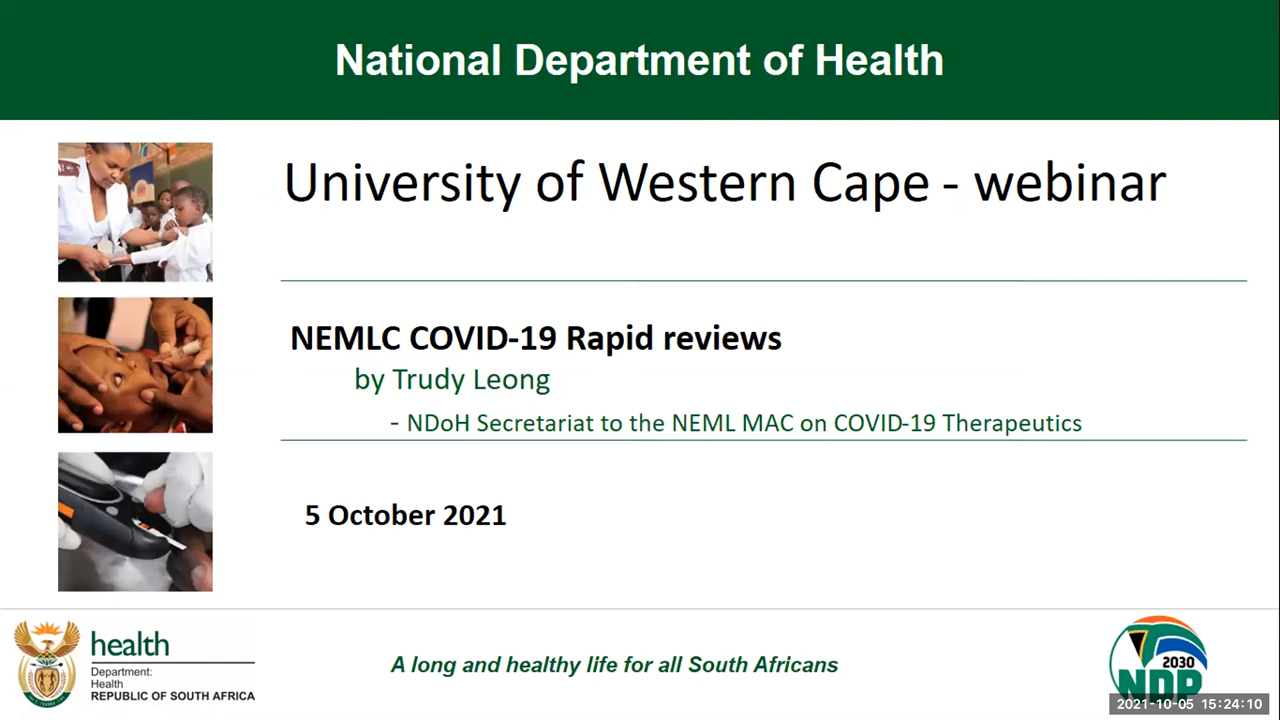 National Department of Health
University of Western Cape - webinar
NEMLC COVID-19 Rapid reviews
by Trudy Leong
- NDoH Secretariat to the NEML MAC on COVID-19 Therapeutics
5 October 2021
health
Department:
Health
REPUBLIC OF SOUTH AFRICA
A long and healthy life for all South Africans
2030
NDP
2021-10-05 15:24:10